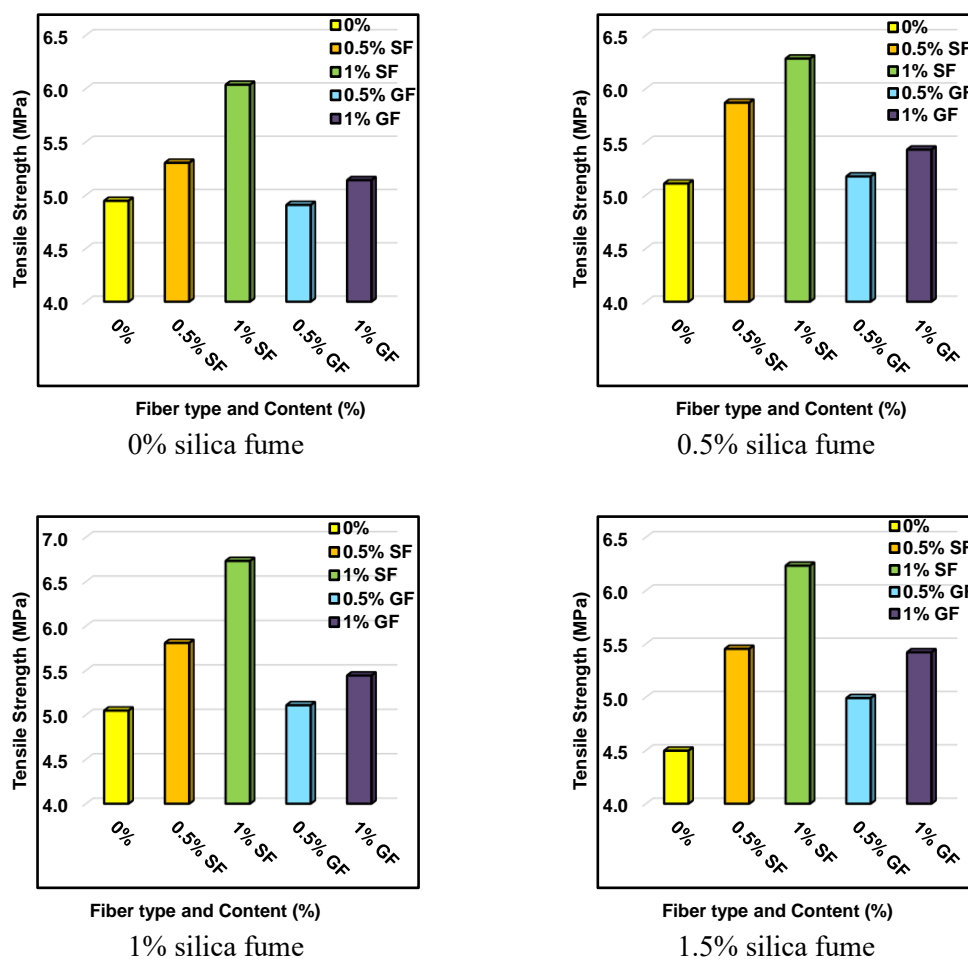 Tensile Strength (MPa)
6.5
6.0
5.5
5.0
4.5
4.0
0%
0.5% SF
1% SF
0.5% GF
1% GF
0%
0.5% SF
1% SF
0.5% GF
1% GF
Fiber type and Content (%)
0% silica fume
Tensile Strength (MPa)
6.5
6.0
5.5
5.0
4.5
4.0
0%
0.5% SF
1% SF
0.5% GF
1% GF
0%
0.5% SF
1% SF
0.5% GF
1% GF
Fiber type and Content (%)
0.5% silica fume
Tensile Strength (MPa)
7.0
6.5
6.0
5.5
5.0
4.5
4.0
0%
0.5% SF
1% SF
0.5% GF
1% GF
0%
0.5% SF
1% SF
0.5% GF
1% GF
Fiber type and Content (%)
1% silica fume
Tensile Strength (MPa)
6.5
6.0
5.5
5.0
4.5
4.0
0%
0.5% SF
1% SF
0.5% GF
1% GF
0%
0.5% SF
1% SF
0.5% GF
1% GF
Fiber type and Content (%)
1.5% silica fume